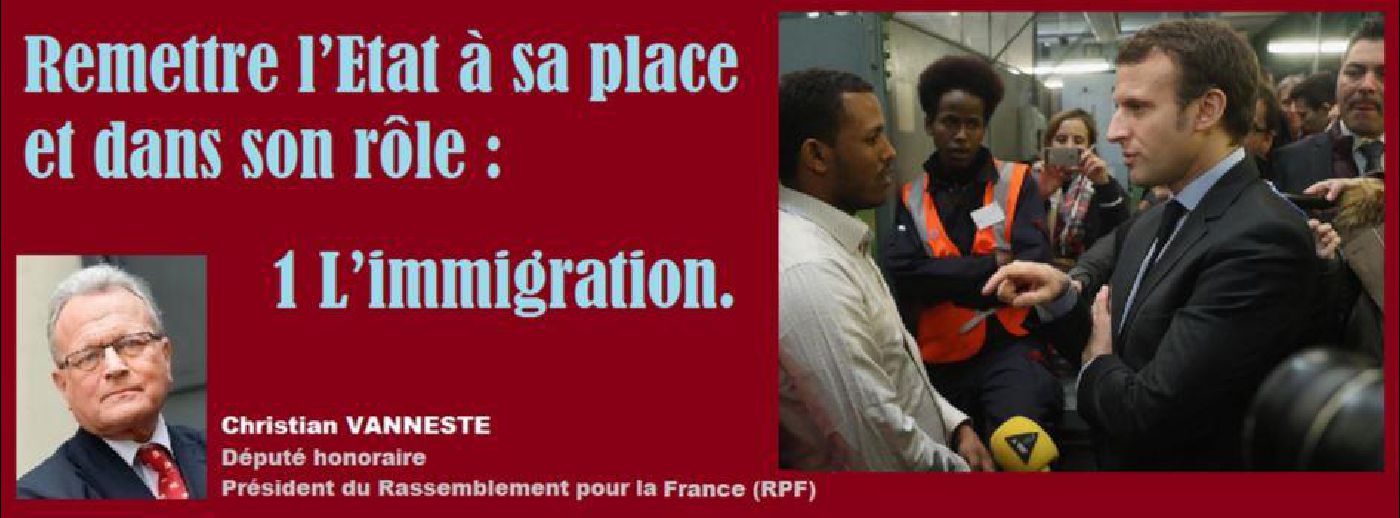 Remettre l'Etat à sa place
et dans son rôle :
1 L'immigration.
Christian VANNESTE
Député honoraire
Président du Rassemblement pour la France (RPF)